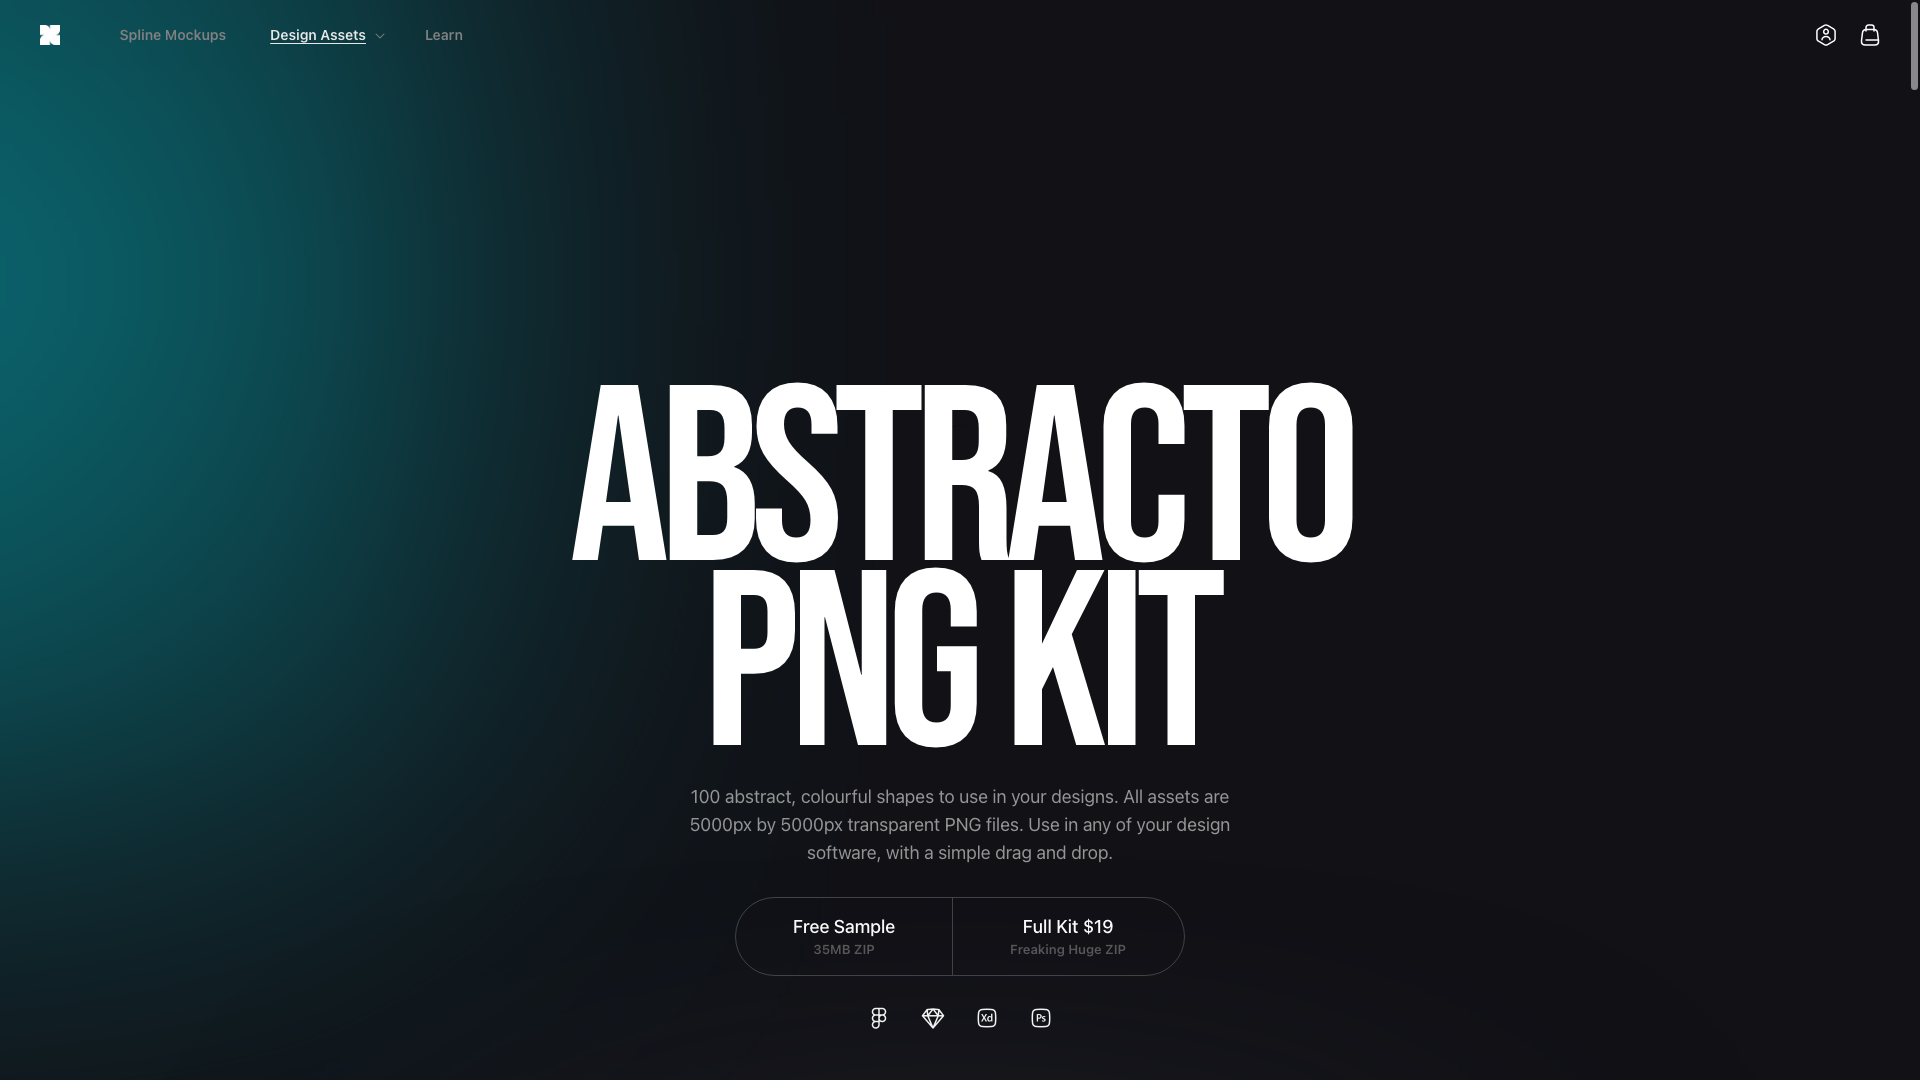 Spline Mockups
Design Assets
Learn
ABSTRACTO
PNG KIT
100 abstract, colourful shapes to use in your designs. All assets are
5000px by 5000px transparent PNG files. Use in any of your design
software, with a simple drag and drop.
Free Sample
35MB ZIP
Full Kit $19
Freaking Huge ZIP
Xd
Ps